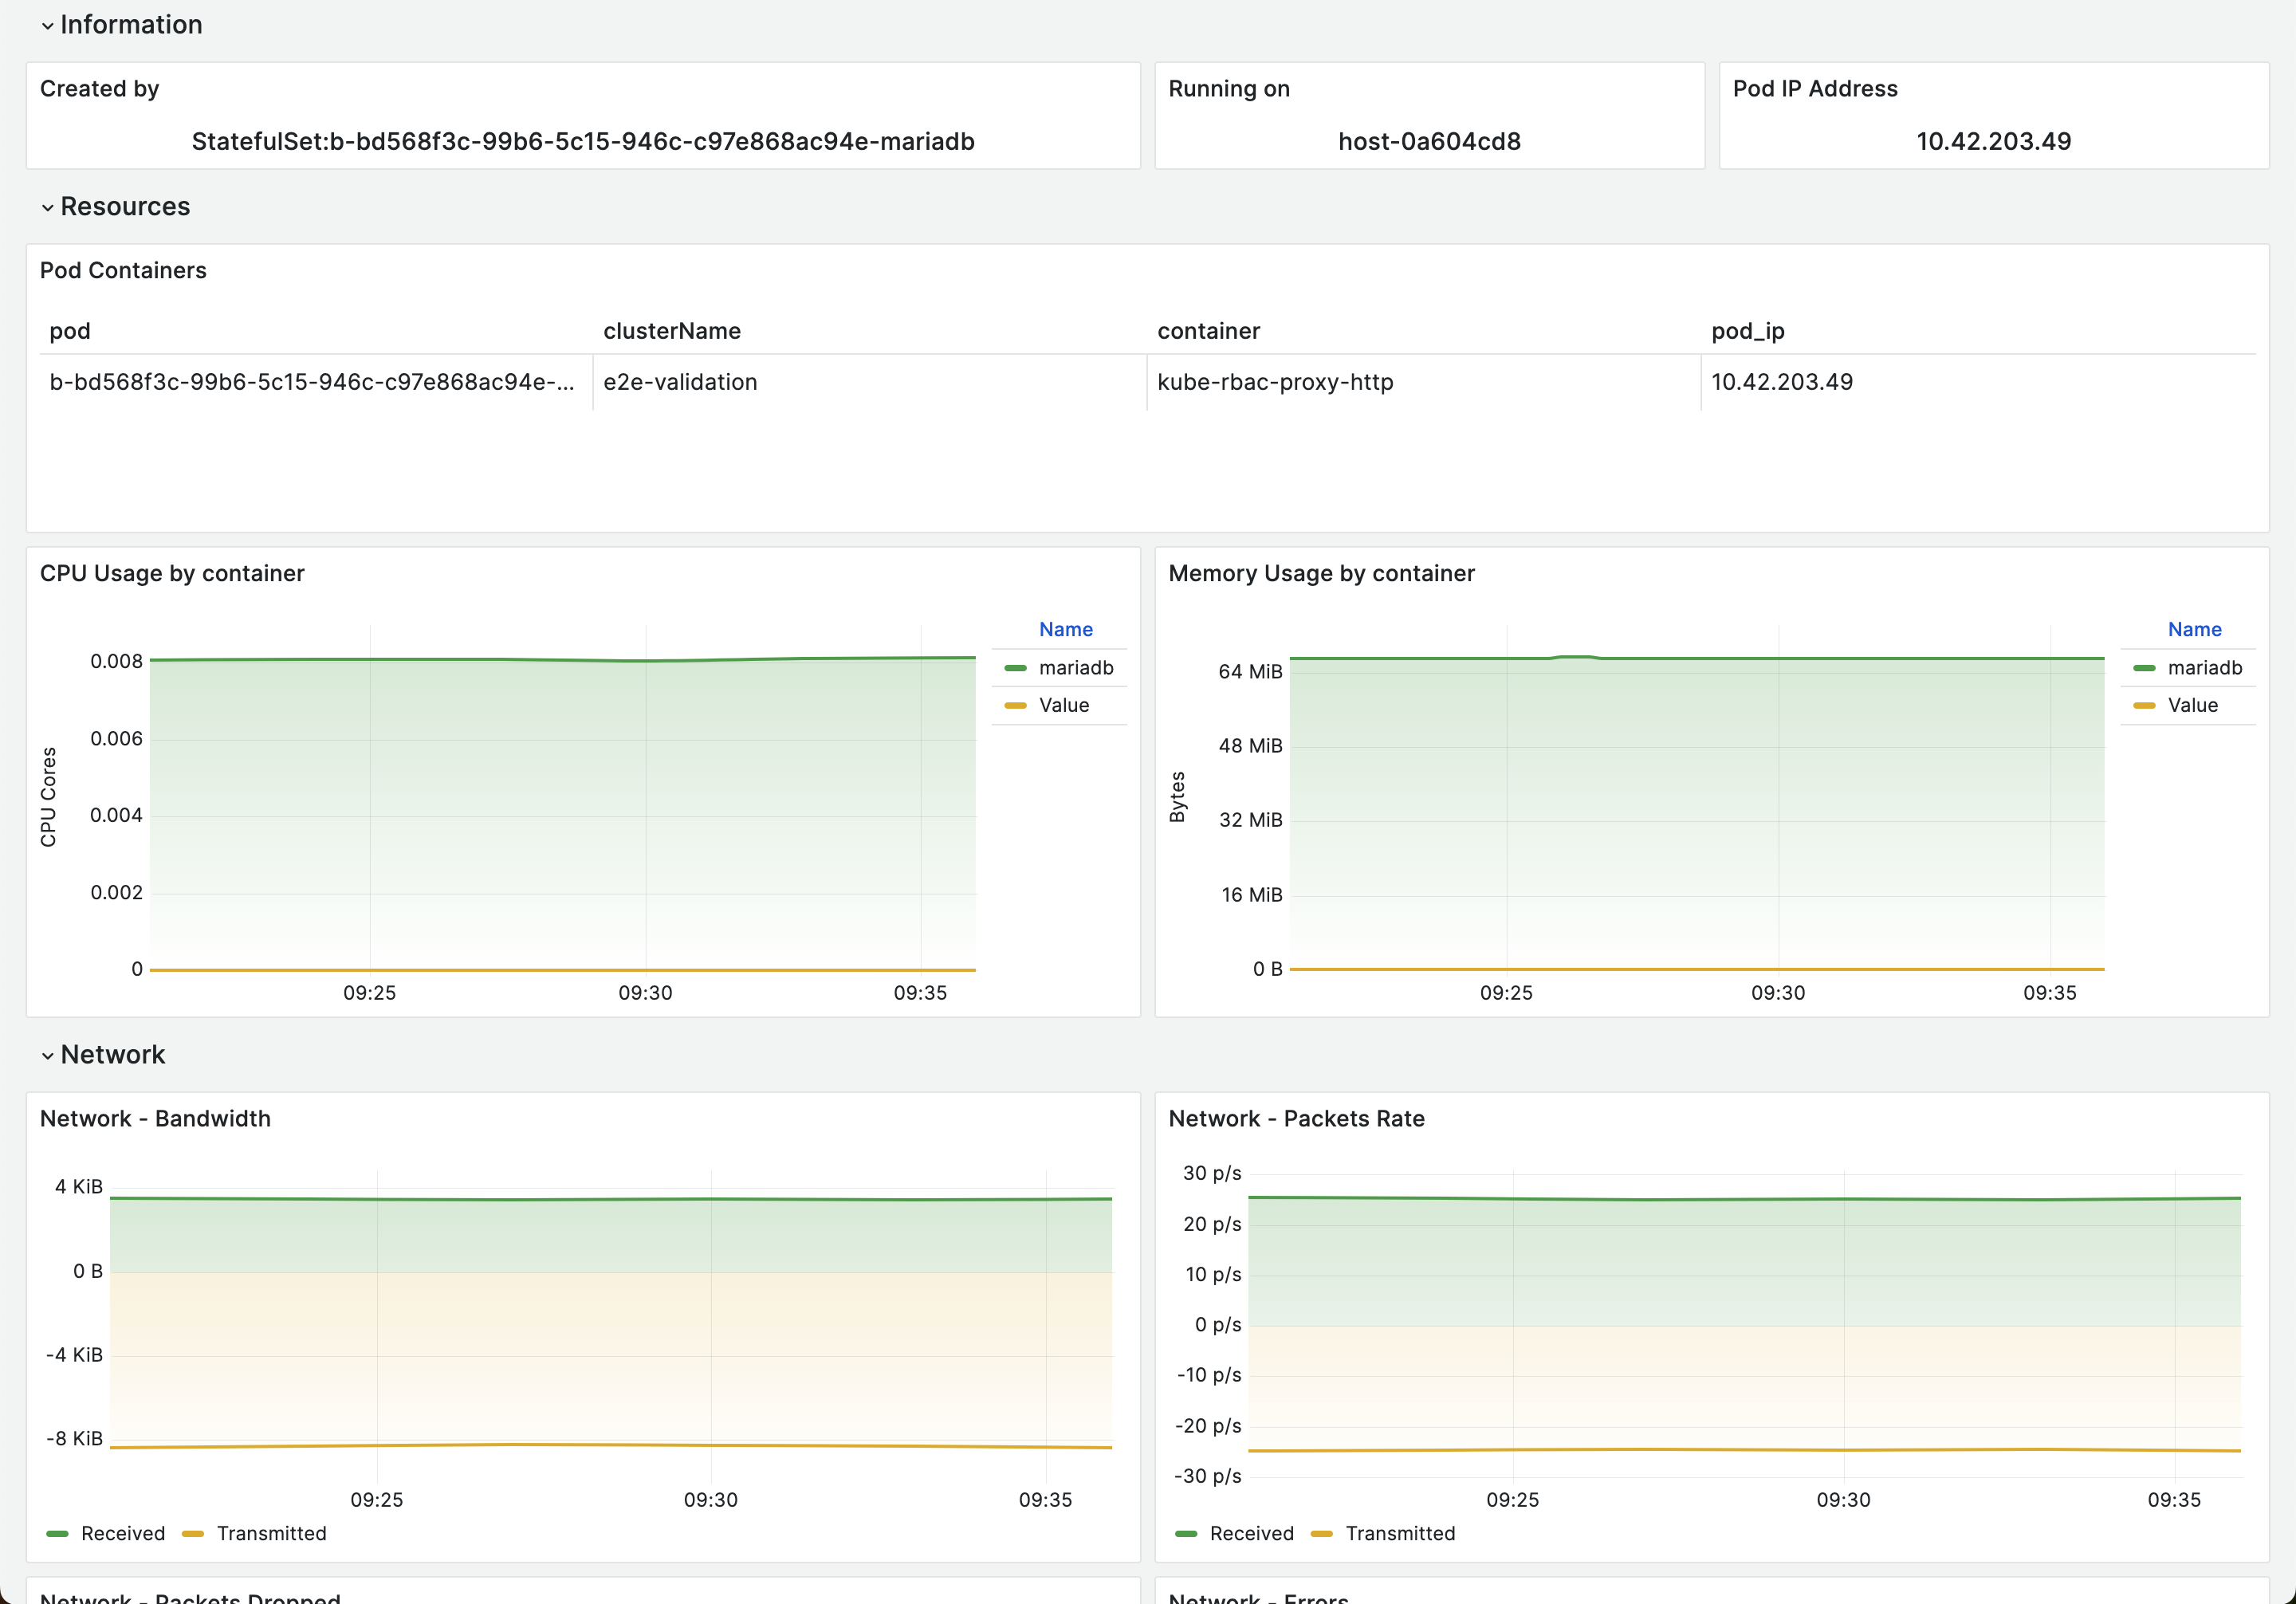 Information
Created by
StatefulSet:b-bd568f3c-99b6-5c15-946c-c97e868ac94e-mariadb
Running on
host-0a604cd8
Pod IP Address
10.42.203.49
Resources
Pod Containers
pod clusterName container pod_ip
b-bd568f3c-99b6-5c15-946c-c97e868ac94e-... e2e-validation kube-rbac-proxy-http 10.42.203.49
CPU Usage by container
CPU Cores
0.008
0.006
0.004
0.002
0
09:25 09:30 09:35
Name
mariadb
Value
Memory Usage by container
Bytes
64 MiB
48 MiB
32 MiB
16 MiB
0 B
09:25 09:30 09:35
Name
mariadb
Value
Network
Network - Bandwidth
4 KiB
0 B
-4 KiB
-8 KiB
09:25 09:30 09:35
Received Transmitted
Network - Packets Rate
30 p/s
20 p/s
10 p/s
0 p/s
-10 p/s
-20 p/s
-30 p/s
09:25 09:30 09:35
Received Transmitted
Network - Packets Dropped
Network - Errors